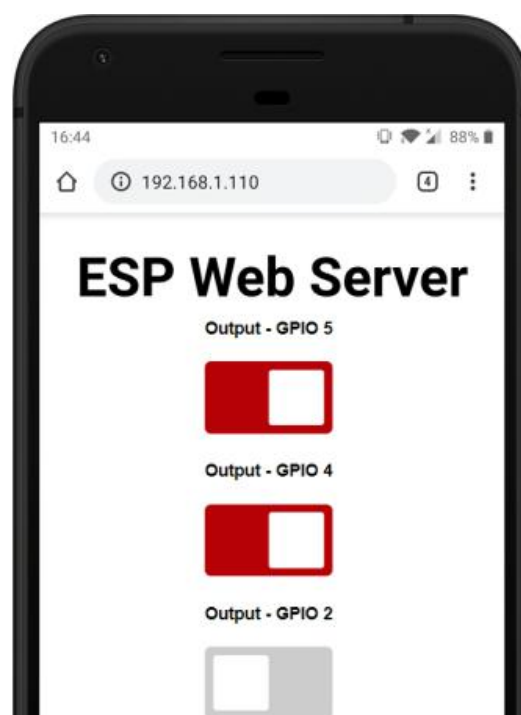 16:44 88%
192.168.1.110 4
ESP Web Server
Output - GPIO 5
Output - GPIO 4
Output - GPIO 2